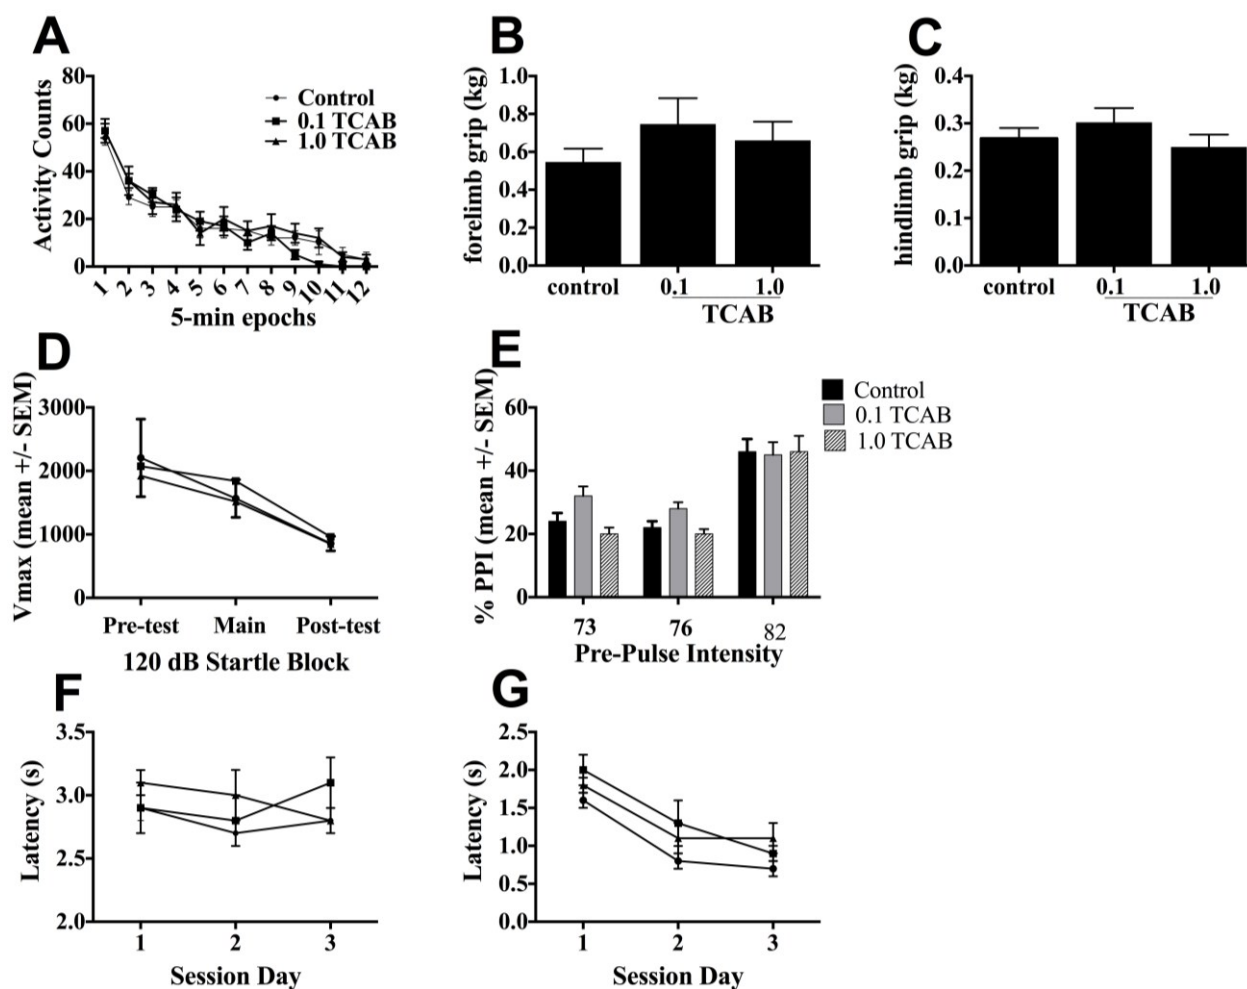 A
Activity Counts
80
60
40
20
0
Control
0.1 TCAB
1.0 TCAB
1 2 3 4 5 6 7 8 9 10 11 12
5-min epochs
B
forelimb grip (kg)
1.0
0.8
0.6
0.4
0.2
0.0
control 0.1 1.0
TCAB
C
hindlimb grip (kg)
0.4
0.3
0.2
0.1
0.0
control 0.1 1.0
TCAB
D
Vmax (mean +/- SEM)
3000
2000
1000
0
Pre-test Main Post-test
120 dB Startle Block
E
% PPI (mean +/- SEM)
60
40
20
0
Control
0.1 TCAB
1.0 TCAB
73 76 82
Pre-Pulse Intensity
F
Latency (s)
3.5
3.0
2.5
2.0
1 2 3
Session Day
G
Latency (s)
2.5
2.0
1.5
1.0
0.5
0.0
1 2 3
Session Day